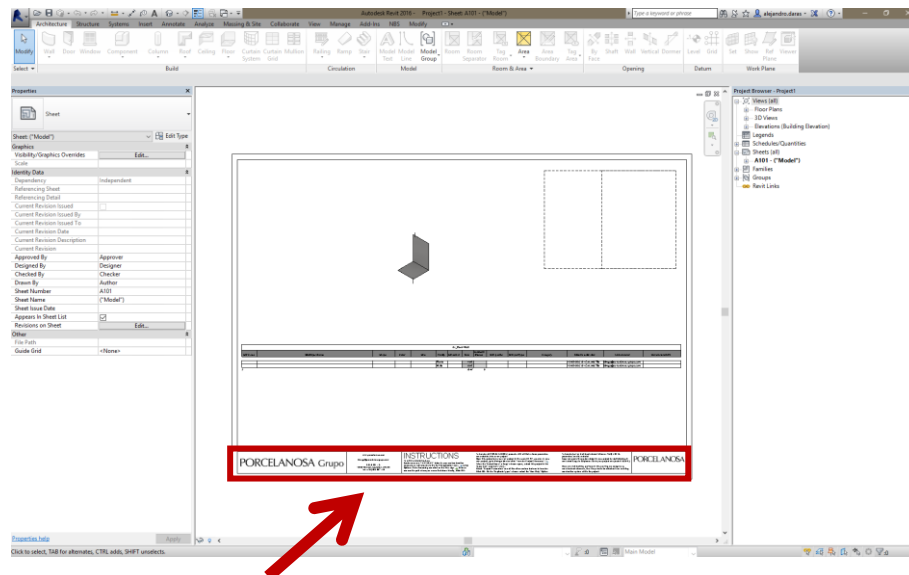 Autodesk Revit 2016 - Project1 - Sheet: A101 - ("Model")
Type a keyword or phrase
alejandro.daras
Architecture Structure Systems Insert Annotate Analyze Massing & Site Collaborate View Manage Add-Ins NBS Modify
Modify Wall Door Window Component Column Roof Ceiling Floor Curtain System Curtain Grid Mullion Railing Ramp Stair Model Text Model Line Model Group Room Room Separator Tag Room Area Area Boundary Tag Area By Face Shaft Wall Vertical Dormer Level Grid Set Show Ref Plane Viewer
Select Build Circulation Model Room & Area Opening Datum Work Plane
Properties
Sheet
Sheet: ("Model") Edit Type
Graphics
Visibility/Graphics Overrides Edit...
Scale
Identity Data
Dependency Independent
Referencing Sheet
Referencing Detail
Current Revision Issued
Current Revision Issued By
Current Revision Issued To
Current Revision Date
Current Revision Description
Current Revision
Approved By Approver
Designed By Designer
Checked By Checker
Drawn By Author
Sheet Number A101
Sheet Name ("Model")
Sheet Issue Date
Appears In Sheet List
Revisions on Sheet Edit...
Other
File Path
Guide Grid <None>
Properties help Apply
Click to select, TAB for alternates, CTRL adds, SHIFT unselects.
PORCELANOSA Grupo
INSTRUCTIONS
PORCELANOSA
:0 Main Model
Project Browser - Project1
Views (all)
Floor Plans
3D Views
Elevations (Building Elevation)
Legends
Schedules/Quantities
Sheets (all)
A101 - ("Model")
Families
Groups
Revit Links